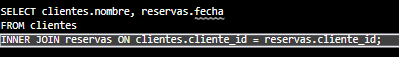 SELECT clientes.nombre, reservas.fecha
FROM clientes
INNER JOIN reservas ON clientes.cliente_id = reservas.cliente_id;